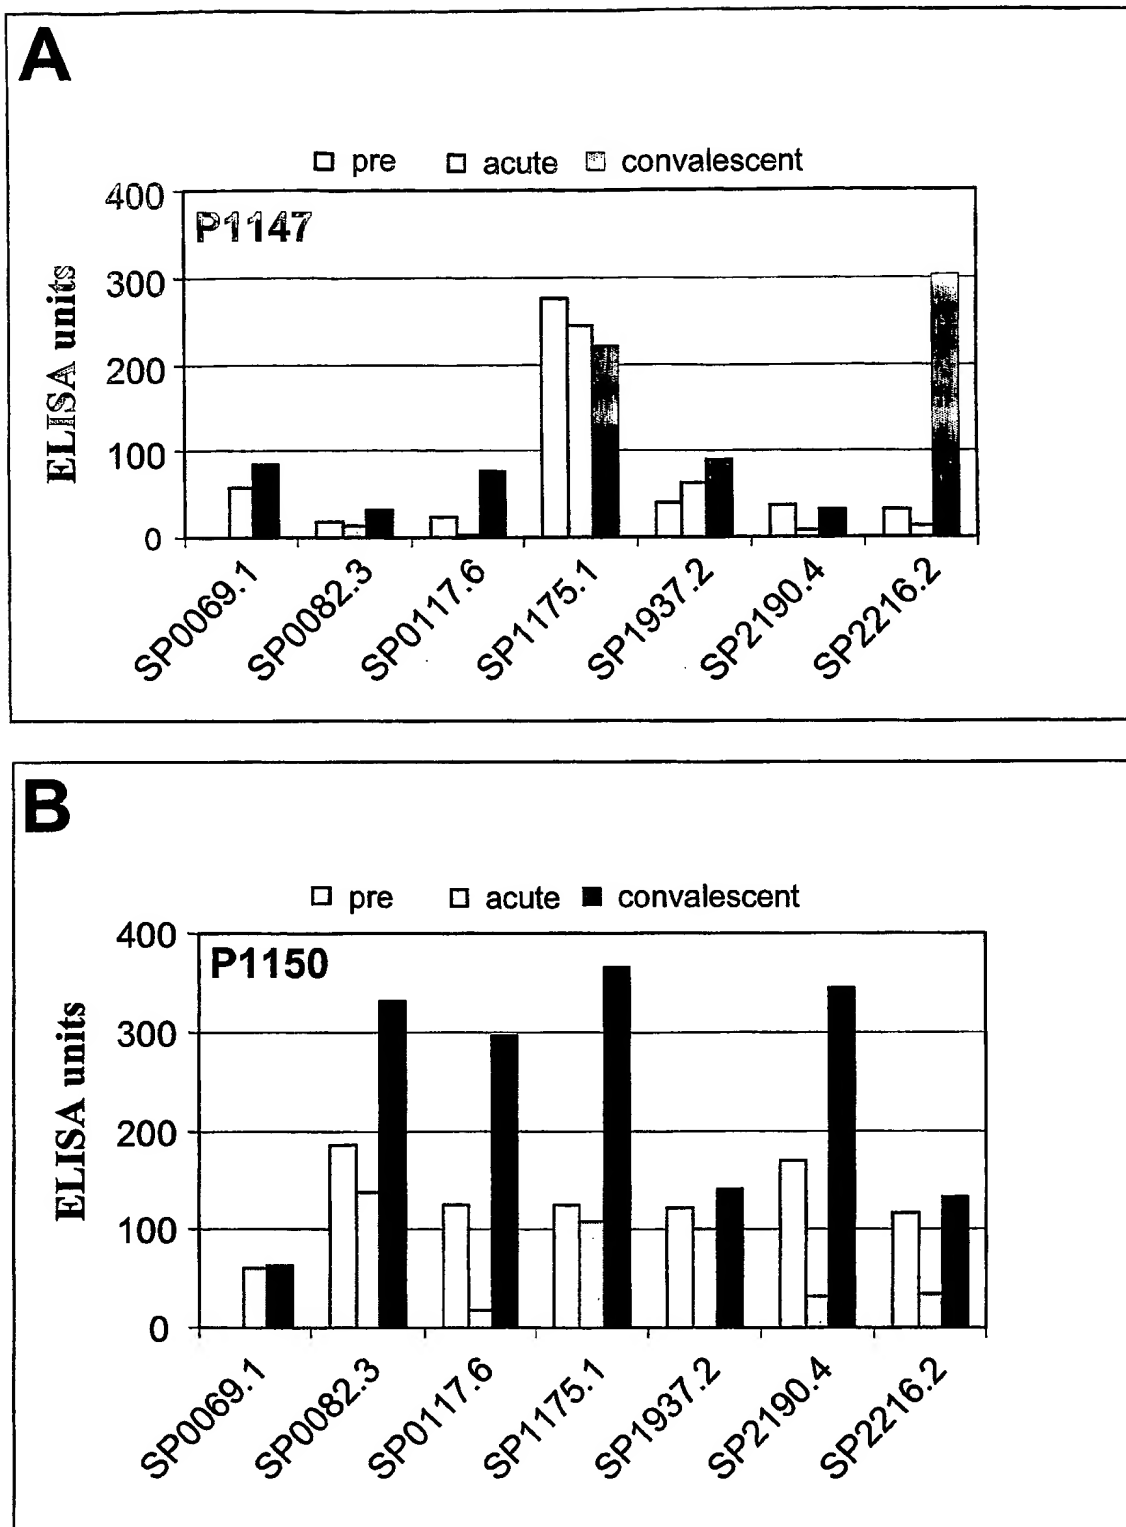 A
pre acute convalescent
400
P1147
300
200
100
0
ELISA units
SP0069.1 SP0082.3 SP0117.6 SP1175.1 SP1937.2 SP2190.4 SP2216.2
B
pre acute convalescent
400
P1150
300
200
100
0
ELISA units
SP0069.1 SP0082.3 SP0117.6 SP1175.1 SP1937.2 SP2190.4 SP2216.2